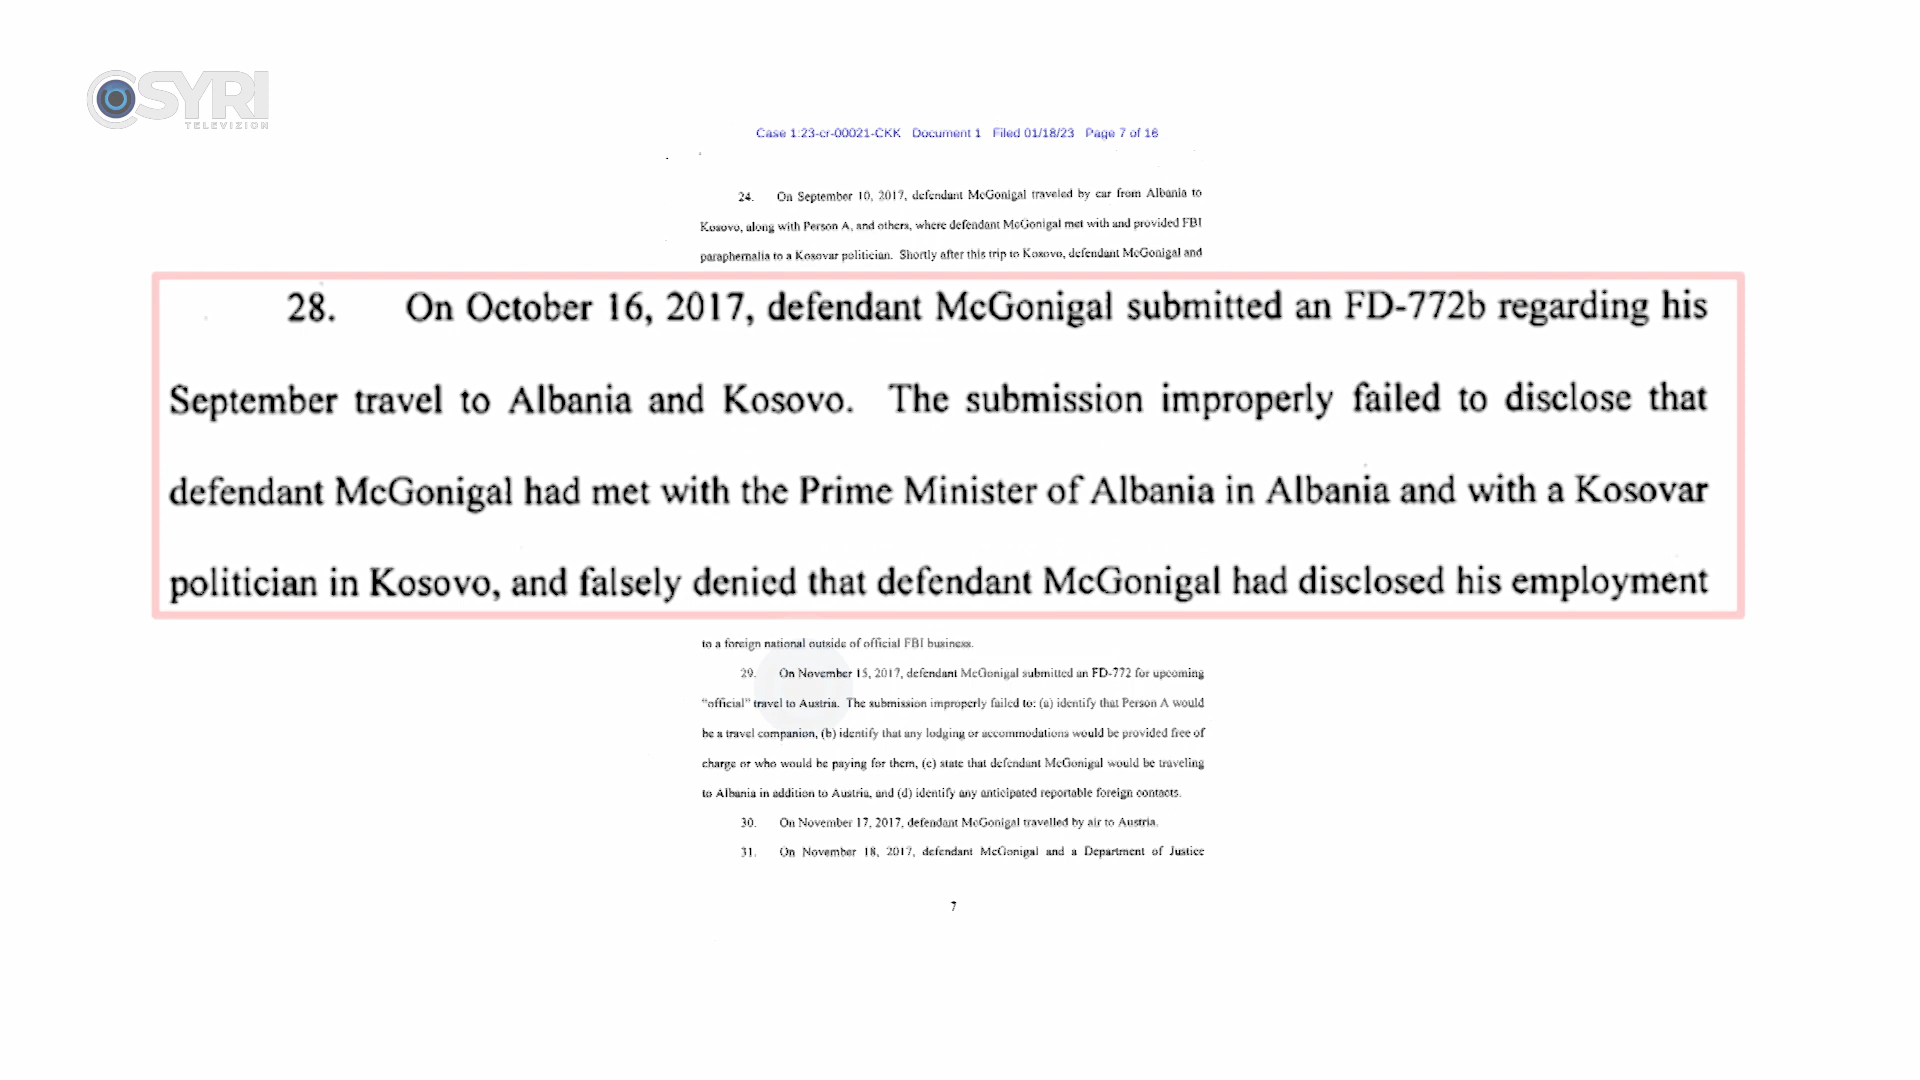 SYRI
TELEVIZION
Case 1:23-cr-00021-CKK Document 1 Filed 01/18/23 Page 7 of 16
24. On September 10, 2017, defendant McGonigal traveled by car from Albania to
Kosovo, along with Person A, and others, where defendant McGonigal met with and provided FBI
paraphernalia to a Kosovar politician. Shortly after this trip to Kosovo, defendant McGonigal and
28. On October 16, 2017, defendant McGonigal submitted an FD-772b regarding his
September travel to Albania and Kosovo. The submission improperly failed to disclose that
defendant McGonigal had met with the Prime Minister of Albania in Albania and with a Kosovar
politician in Kosovo, and falsely denied that defendant McGonigal had disclosed his employment
to a foreign national outside of official FBI business.
29. On November 15, 2017, defendant McGonigal submitted an FD-772 for upcoming
“official” travel to Austria. The submission improperly failed to: (a) identify that Person A would
be a travel companion, (b) identify that any lodging or accommodations would be provided free of
charge or who would be paying for them, (c) state that defendant McGonigal would be traveling
to Albania in addition to Austria, and (d) identify any anticipated reportable foreign contacts.
30. On November 17, 2017, defendant McGonigal travelled by air to Austria.
31. On November 18, 2017, defendant McGonigal and a Department of Justice
7